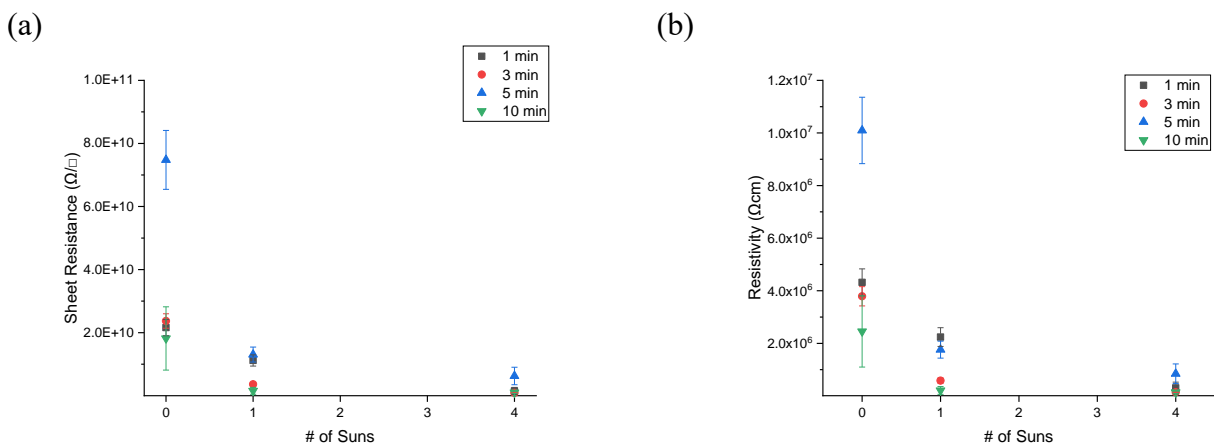 (a)
1 min
3 min
5 min
10 min
1.0E+11
8.0E+10
6.0E+10
4.0E+10
2.0E+10
Sheet Resistance (Ω/□)
0 1 2 3 4
# of Suns
(b)
1 min
3 min
5 min
10 min
1.2x10⁷
1.0x10⁷
8.0x10⁶
6.0x10⁶
4.0x10⁶
2.0x10⁶
Resistivity (Ωcm)
0 1 2 3 4
# of Suns